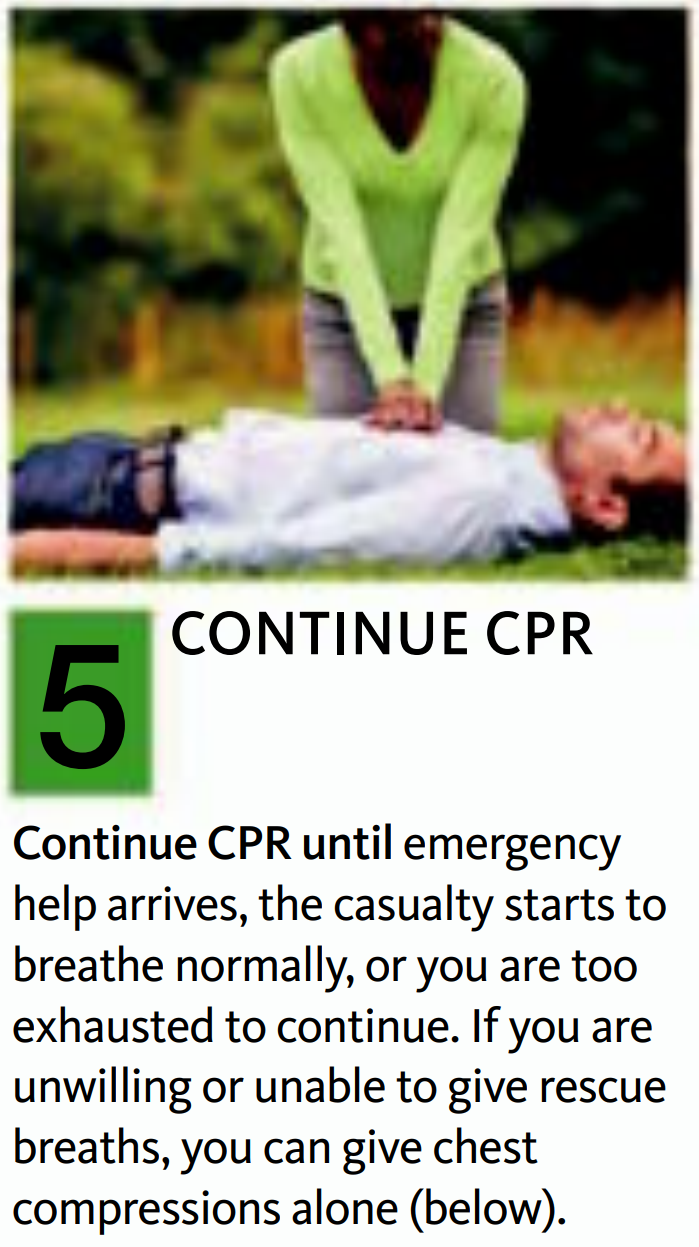 5
CONTINUE CPR
Continue CPR until emergency
help arrives, the casualty starts to
breathe normally, or you are too
exhausted to continue. If you are
unwilling or unable to give rescue
breaths, you can give chest
compressions alone (below).